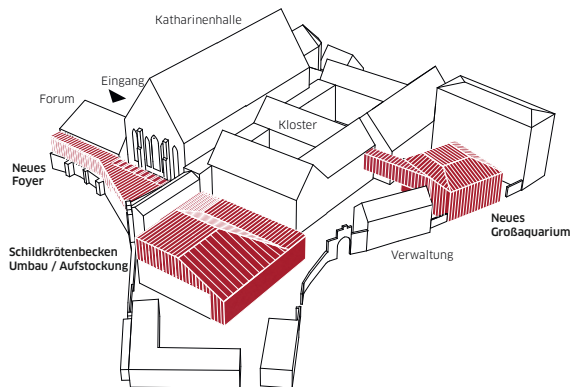 Katharinenhalle
Eingang
Forum
Kloster
Neues
Foyer
Neues
Großaquarium
Schildkrötenbecken
Umbau / Aufstockung
Verwaltung